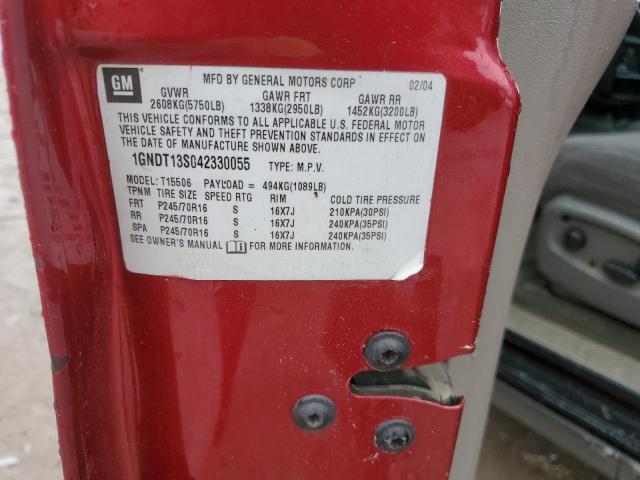 GM
MFD BY GENERAL MOTORS CORP 02/04
GVWR GAWR FRT GAWR RR
2608KG(5750LB) 1338KG(2950LB) 1452KG(3200LB)
THIS VEHICLE CONFORMS TO ALL APPLICABLE U.S. FEDERAL MOTOR
VEHICLE SAFETY AND THEFT PREVENTION STANDARDS IN EFFECT ON
THE DATE OF MANUFACTURE SHOWN ABOVE.
1GNDT13S042330055 TYPE: M.P.V.
MODEL: T15506 PAYLOAD = 494KG(1089LB)
TPNM TIRE SIZE SPEED RTG RIM COLD TIRE PRESSURE
FRT P245/70R16 S 16X7J 210KPA(30PSI)
RR P245/70R16 S 16X7J 240KPA(35PSI)
SPA P245/70R16 S 16X7J 240KPA(35PSI)
SEE OWNER'S MANUAL FOR MORE INFORMATION.